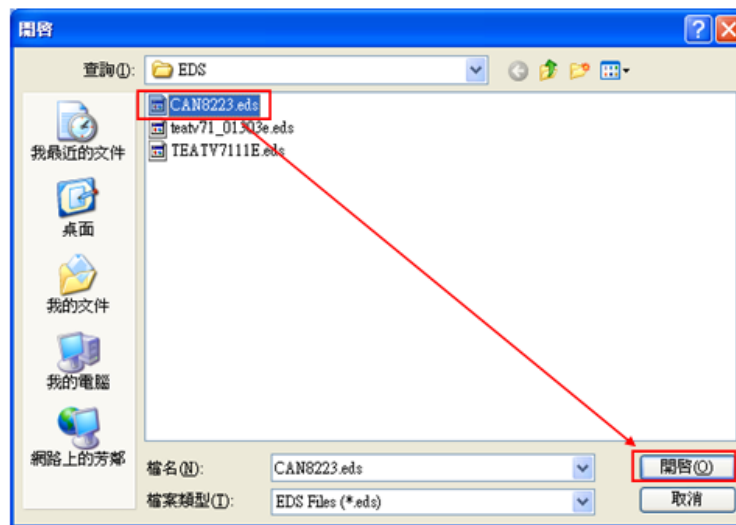 開啓
查詢(I): EDS
CAN8223.eds
teatv71_01303e.eds
TEATV7111E.eds
我最近的文件
桌面
我的文件
我的電腦
網路上的芳鄰
檔名(N): CAN8223.eds 開啓(O)
檔案類型(T): EDS Files (*.eds) 取消